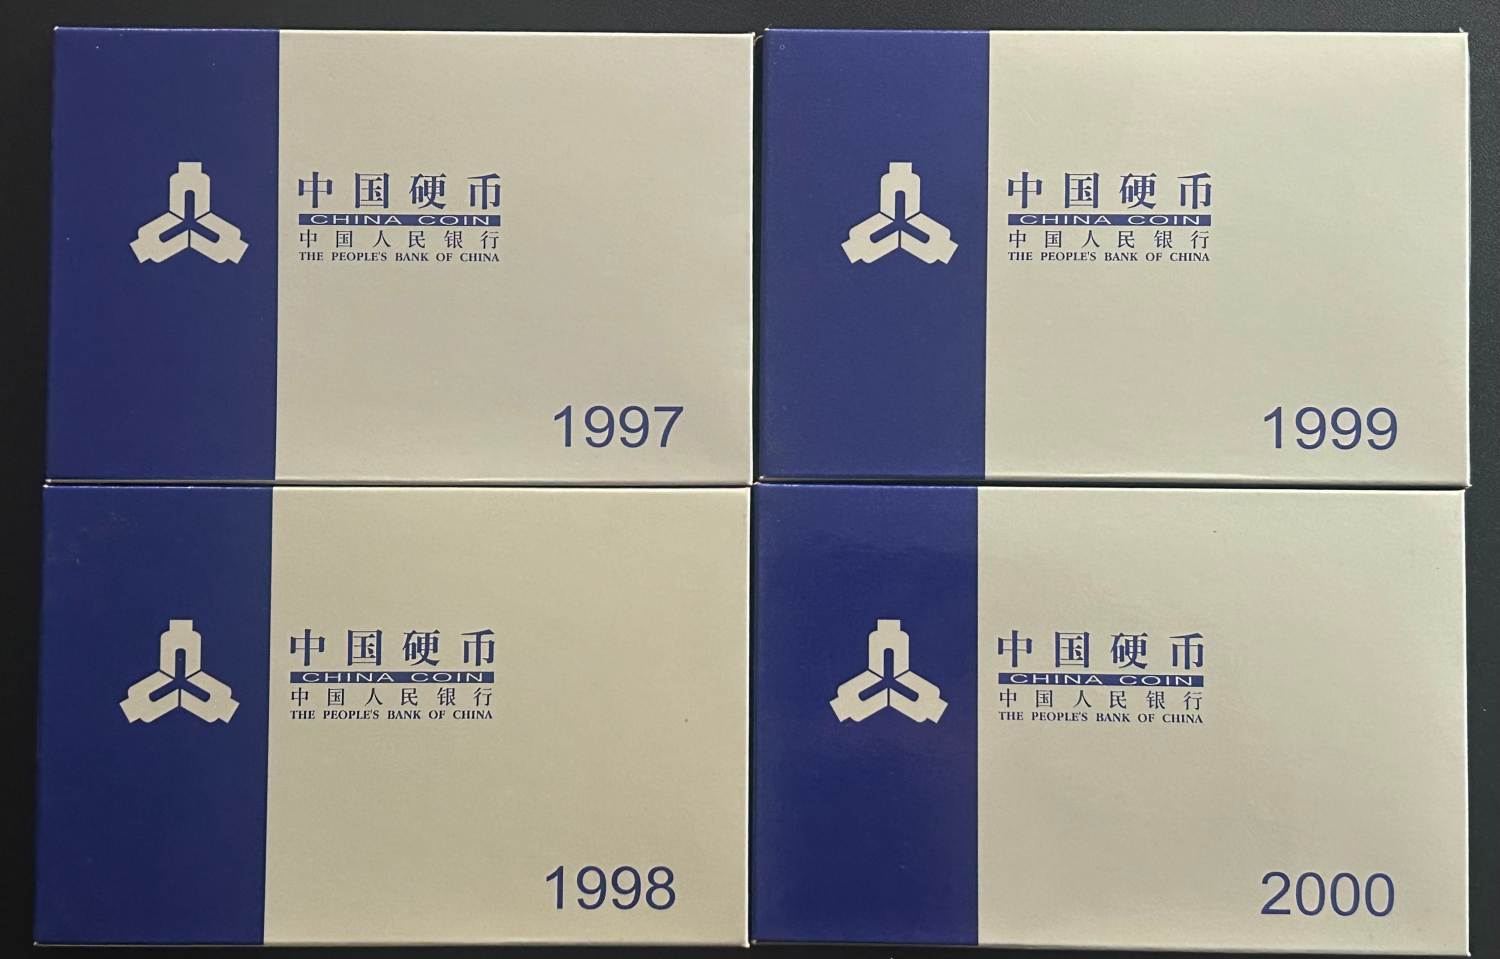 中国硬币
CHINA COIN
中国人民银行
THE PEOPLE'S BANK OF CHINA
1997
中国硬币
CHINA COIN
中国人民银行
THE PEOPLE'S BANK OF CHINA
1999
中国硬币
CHINA COIN
中国人民银行
THE PEOPLE'S BANK OF CHINA
1998
中国硬币
CHINA COIN
中国人民银行
THE PEOPLE'S BANK OF CHINA
2000